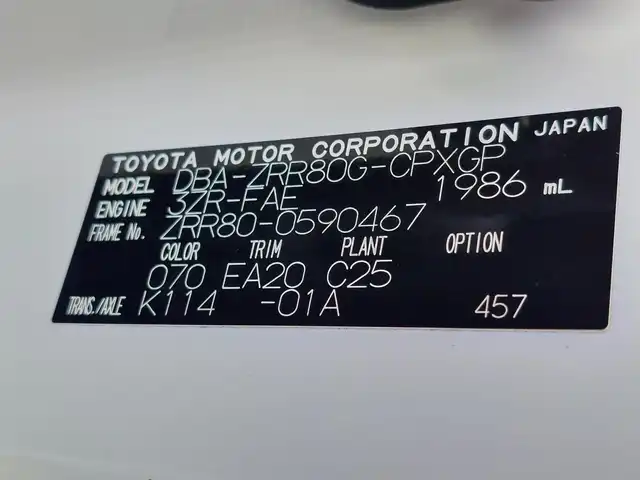 TOYOTA MOTOR CORPORATION JAPAN
MODEL DBA-ZRR80G-CPXGP
ENGINE 3ZR-FAE 1986 mL
FRAME No. ZRR80-0590467
COLOR TRIM PLANT OPTION
070 EA20 C25
TRANS./AXLE K114 -01A 457